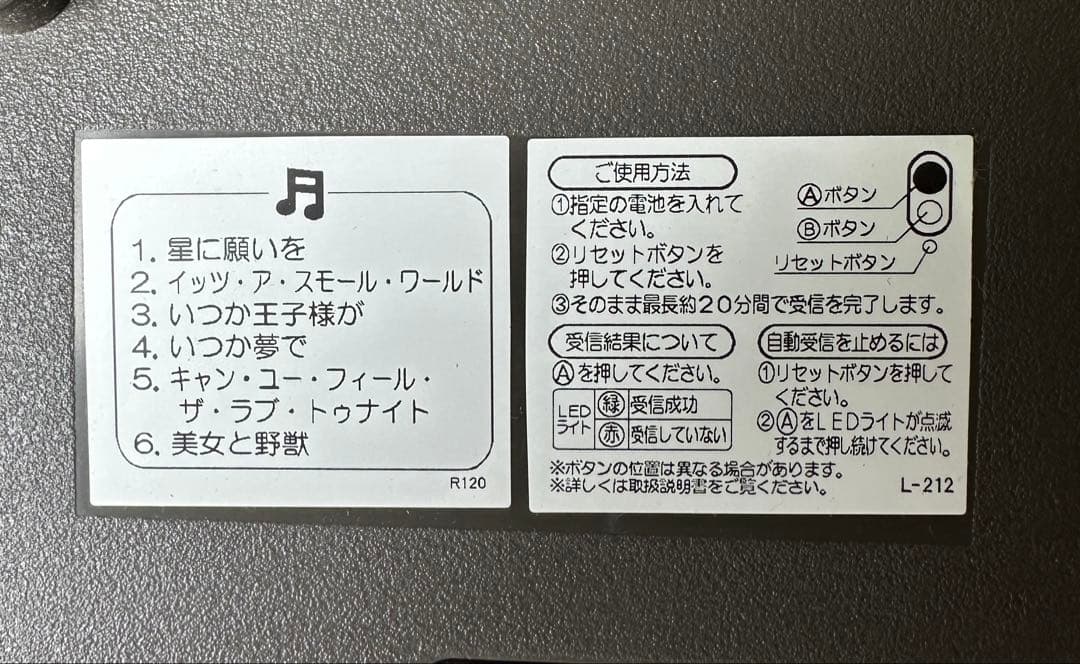 1. 星に願いを
2. イッツ・ア・スモール・ワールド
3. いつか王子様が
4. いつか夢で
5. キャン・ユー・フィール・
ザ・ラブ・トゥナイト
6. 美女と野獣
R120
ご使用方法
①指定の電池を入れて
ください。
②リセットボタンを
押してください。
③そのまま最長約20分間で受信を完了します。
Ⓐボタン
Ⓑボタン
リセットボタン
受信結果について
Ⓐを押してください。
LED
ライト
緑 受信成功
赤 受信していない
自動受信を止めるには
①リセットボタンを押して
ください。
②ⒶをLEDライトが点滅
するまで押し続けてください。
※ボタンの位置は異なる場合があります。
※詳しくは取扱説明書をご覧ください。
L-212